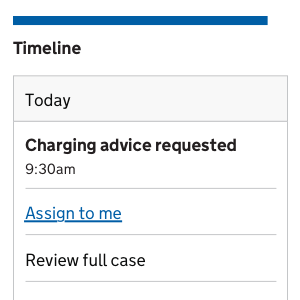 Timeline
Today
Charging advice requested
9:30am
Assign to me
Review full case